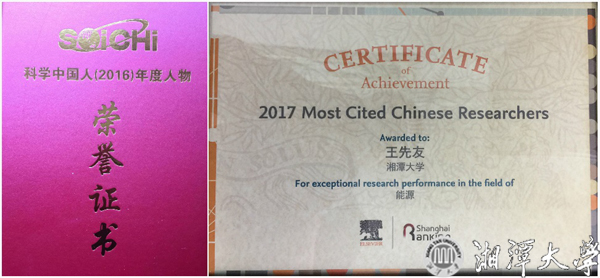 SCICHI
科学中国人(2016)年度人物
荣
誉
证
书
CERTIFICATE
of
Achievement
2017 Most Cited Chinese Researchers
Awarded to:
王先友
湘潭大学
For exceptional research performance in the field of
能源
ELSEVIER
Shanghai
Ranking
湘潭大学